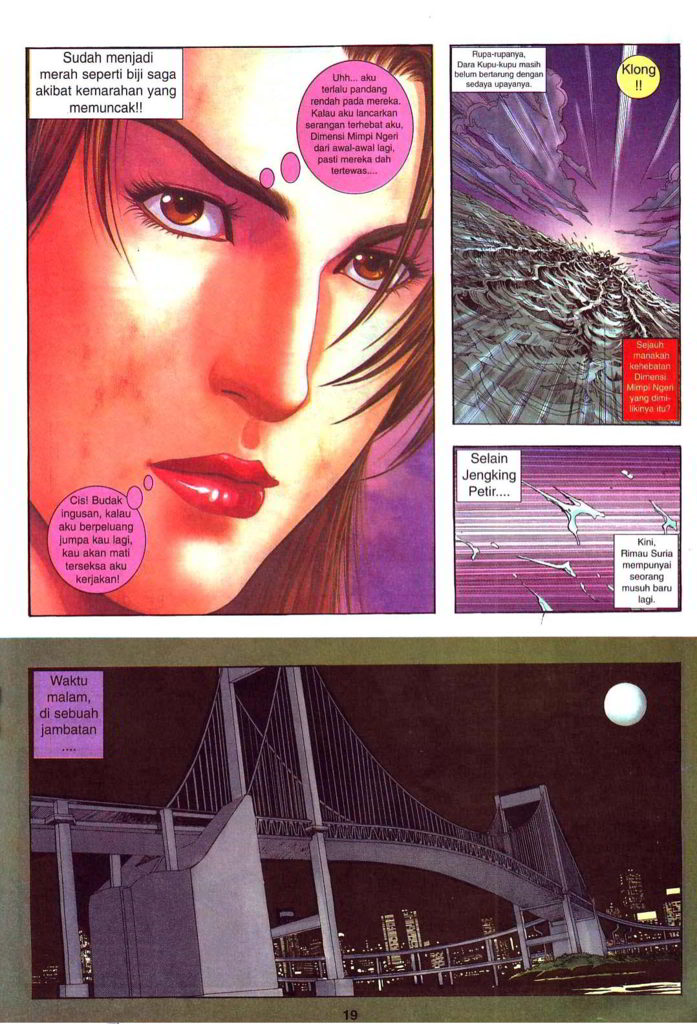 Sudah menjadi
merah seperti biji saga
akibat kemarahan yang
memuncak!!
Uhh... aku
terlalu pandang
rendah pada mereka.
Kalau aku lancarkan
serangan terhebat aku,
Dimensi Mimpi Ngeri
dari awal-awal lagi,
pasti mereka dah
tertewas....
Cis! Budak
ingusan, kalau
aku berpeluang
jumpa kau lagi,
kau akan mati
terseksa aku
kerjakan!
Rupa-rupanya,
Dara Kupu-kupu masih
belum bertarung dengan
sedaya upayanya.
Klong
!!
Sejauh
manakah
kehebatan
Dimensi
Mimpi Ngeri
yang dimi-
likinya itu?
Selain
Jengking
Petir....
Kini,
Rimau Suria
mempunyai
seorang
musuh baru
lagi.
Waktu
malam,
di sebuah
jambatan
....
19